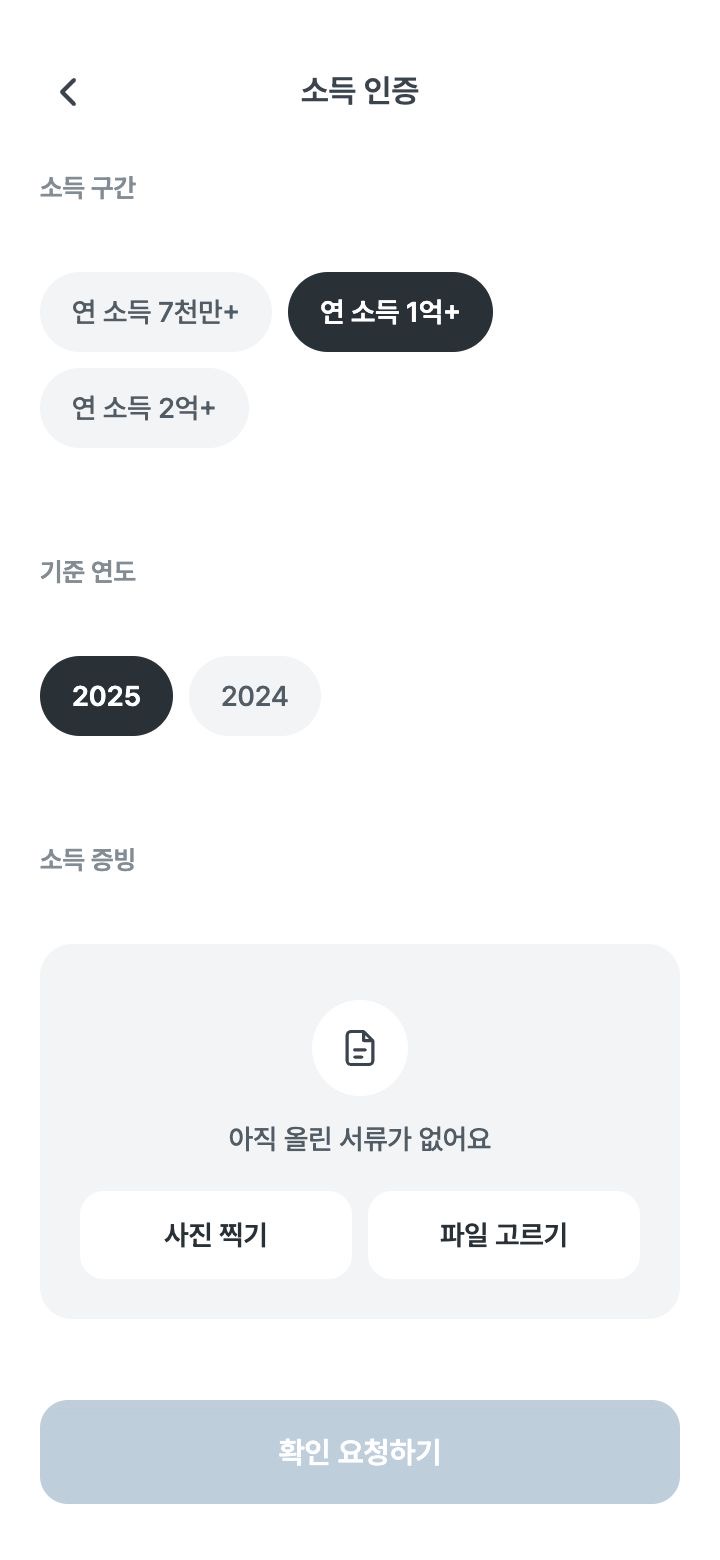 소득 인증
소득 구간
연 소득 7천만+
연 소득 1억+
연 소득 2억+
기준 연도
2025
2024
소득 증빙
아직 올린 서류가 없어요
사진 찍기
파일 고르기
확인 요청하기